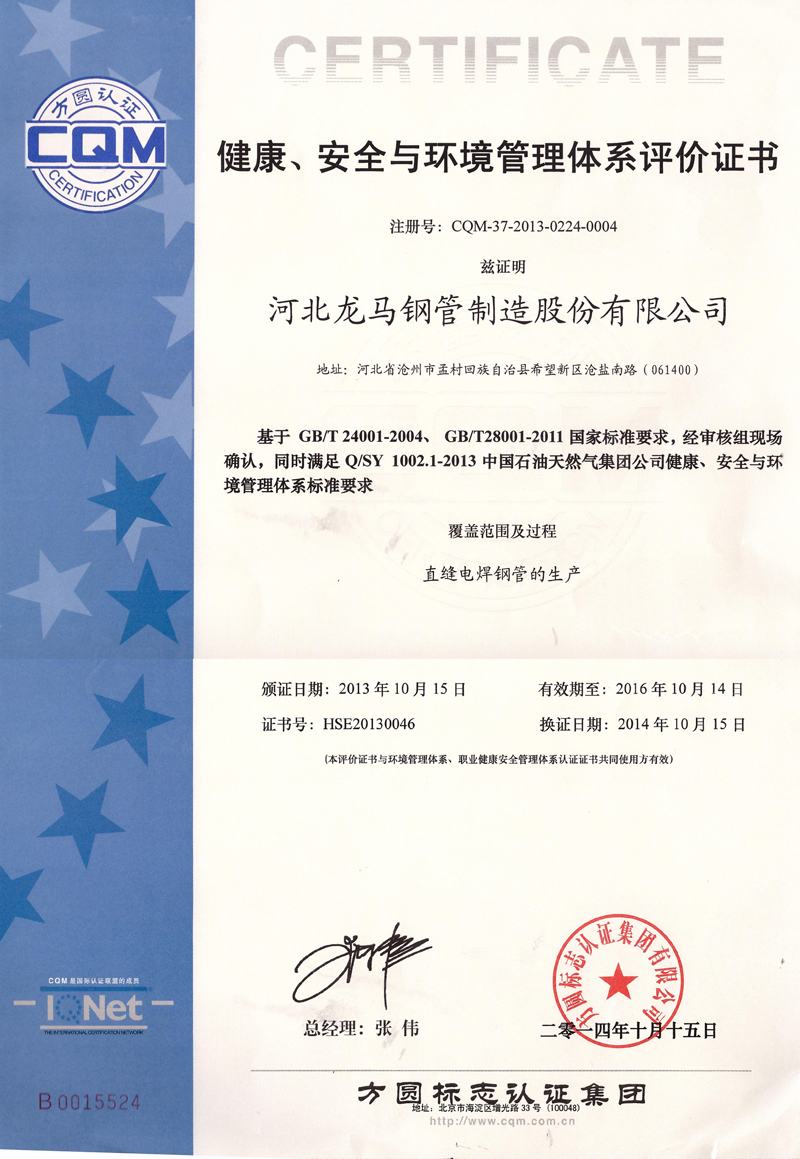 CERTIFICATE
方圆认证
CQM
CERTIFICATION
健康、安全与环境管理体系评价证书
注册号：CQM-37-2013-0224-0004
兹证明
河北龙马钢管制造股份有限公司
地址：河北省沧州市孟村回族自治县希望新区沧盐南路（061400）
基于 GB/T 24001-2004、 GB/T28001-2011 国家标准要求，经审核组现场
确认，同时满足 Q/SY 1002.1-2013 中国石油天然气集团公司健康、安全与环
境管理体系标准要求
覆盖范围及过程
直缝电焊钢管的生产
颁证日期：2013 年 10 月 15 日 有效期至：2016 年 10 月 14 日
证书号：HSE20130046 换证日期：2014 年 10 月 15 日
(本评价证书与环境管理体系、职业健康安全管理体系认证证书共同使用方有效)
方圆标志认证集团有限公司
总经理：张 伟
二零一四年十月十五日
CQM 是国际认证联盟的成员
IQNet
THE INTERNATIONAL CERTIFICATION NETWORK
B0015524
方圆标志认证集团
地址：北京市海淀区增光路 33 号（100048）
http://www.cqm.com.cn